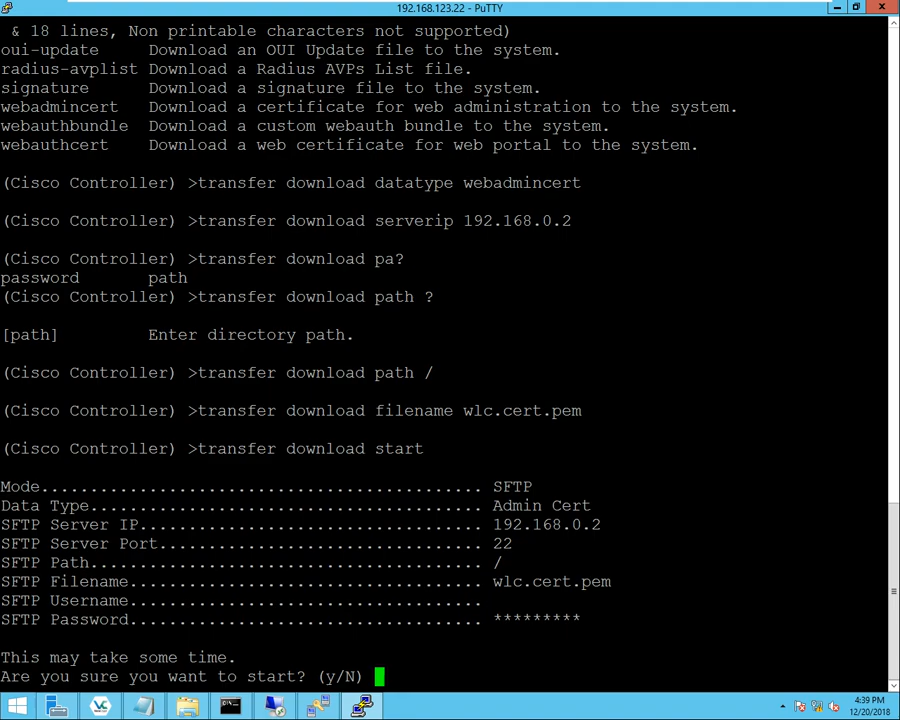 192.168.123.22 - PuTTY
& 18 lines, Non printable characters not supported)
oui-update     Download an OUI Update file to the system.
radius-avplist Download a Radius AVPs List file.
signature      Download a signature file to the system.
webadmincert   Download a certificate for web administration to the system.
webauthbundle  Download a custom webauth bundle to the system.
webauthcert    Download a web certificate for web portal to the system.
(Cisco Controller) >transfer download datatype webadmincert
(Cisco Controller) >transfer download serverip 192.168.0.2
(Cisco Controller) >transfer download pa?
password       path
(Cisco Controller) >transfer download path ?
[path]         Enter directory path.
(Cisco Controller) >transfer download path /
(Cisco Controller) >transfer download filename wlc.cert.pem
(Cisco Controller) >transfer download start
Mode............................................. SFTP
Data Type........................................ Admin Cert
SFTP Server IP................................... 192.168.0.2
SFTP Server Port................................. 22
SFTP Path........................................ /
SFTP Filename.................................... wlc.cert.pem
SFTP Username....................................
SFTP Password.................................... *********
This may take some time.
Are you sure you want to start? (y/N)
4:39 PM
12/20/2018